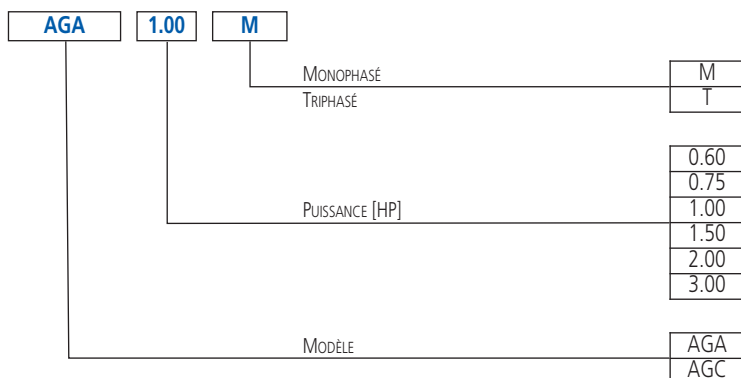 AGA 1.00 M
Monophasé M
Triphasé T
0.60
0.75
Puissance [HP] 1.00
1.50
2.00
3.00
Modèle AGA
AGC